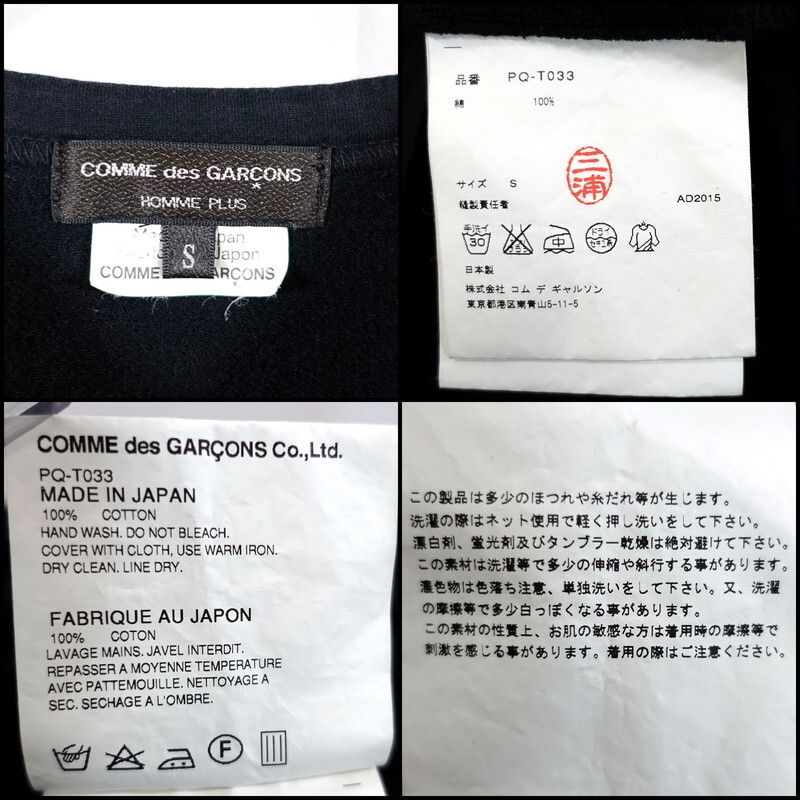 COMME des GARÇONS
HOMME PLUS
S
COMME
品番 PQ-T033
綿 100%
三浦
サイズ S
縫製責任者
AD2015
手洗イ
30
中
ドライ
セキユ系
日本製
株式会社 コム デ ギャルソン
東京都港区南青山5-11-5
COMME des GARÇONS Co.,Ltd.
PQ-T033
MADE IN JAPAN
100% COTTON
HAND WASH. DO NOT BLEACH.
COVER WITH CLOTH, USE WARM IRON.
DRY CLEAN. LINE DRY.
FABRIQUE AU JAPON
100% COTON
LAVAGE MAINS. JAVEL INTERDIT.
REPASSER A MOYENNE TEMPERATURE
AVEC PATTEMOUILLE. NETTOYAGE A
SEC. SECHAGE A L'OMBRE.
F
この製品は多少のほつれや糸だれ等が生じます。
洗濯の際はネット使用で軽く押し洗いをして下さい。
漂白剤、蛍光剤及びタンブラー乾燥は絶対避けて下さい。
この素材は洗濯等で多少の伸縮や斜行する事があります。
濃色物は色落ち注意、単独洗いをして下さい。又、洗濯
の摩擦等で多少白っぽくなる事があります。
この素材の性質上、お肌の敏感な方は着用時の摩擦等で
刺激を感じる事があります。着用の際はご注意ください。